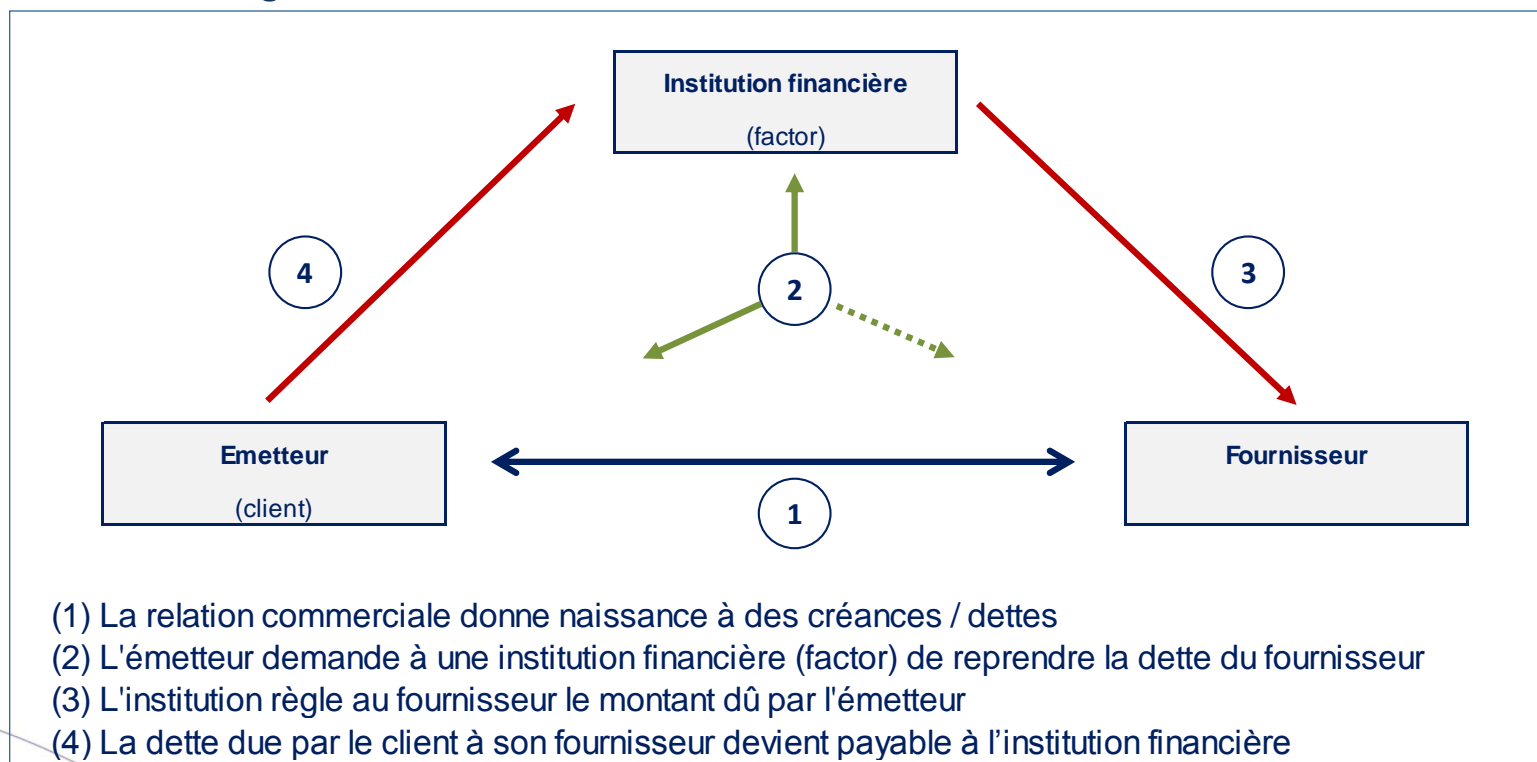 Institution financière
(factor)
4
2
3
Emetteur
(client)
Fournisseur
1
(1) La relation commerciale donne naissance à des créances / dettes
(2) L'émetteur demande à une institution financière (factor) de reprendre la dette du fournisseur
(3) L'institution règle au fournisseur le montant dû par l'émetteur
(4) La dette due par le client à son fournisseur devient payable à l’institution financière